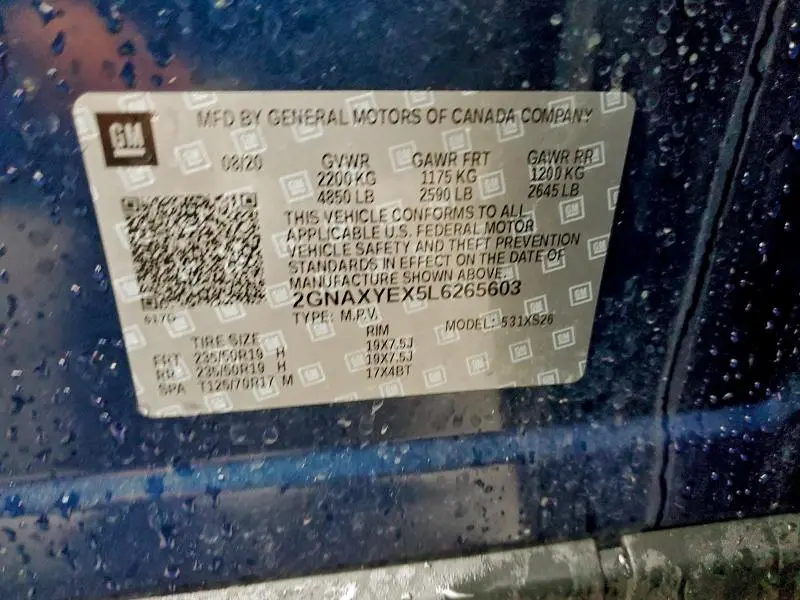 GM
MFD BY GENERAL MOTORS OF CANADA COMPANY
08/20 GVWR GAWR FRT GAWR RR
2200 KG 1175 KG 1200 KG
4850 LB 2590 LB 2645 LB
THIS VEHICLE CONFORMS TO ALL
APPLICABLE U.S. FEDERAL MOTOR
VEHICLE SAFETY AND THEFT PREVENTION
STANDARDS IN EFFECT ON THE DATE OF
MANUFACTURE SHOWN ABOVE.
2GNAXYEX5L6265603
TYPE: M.P.V. MODEL: 531XS26
TIRE SIZE RIM
FRT 235/50R19 H 19X7.5J
RR 235/50R19 H 19X7.5J
SPA T125/70R17 M 17X4BT